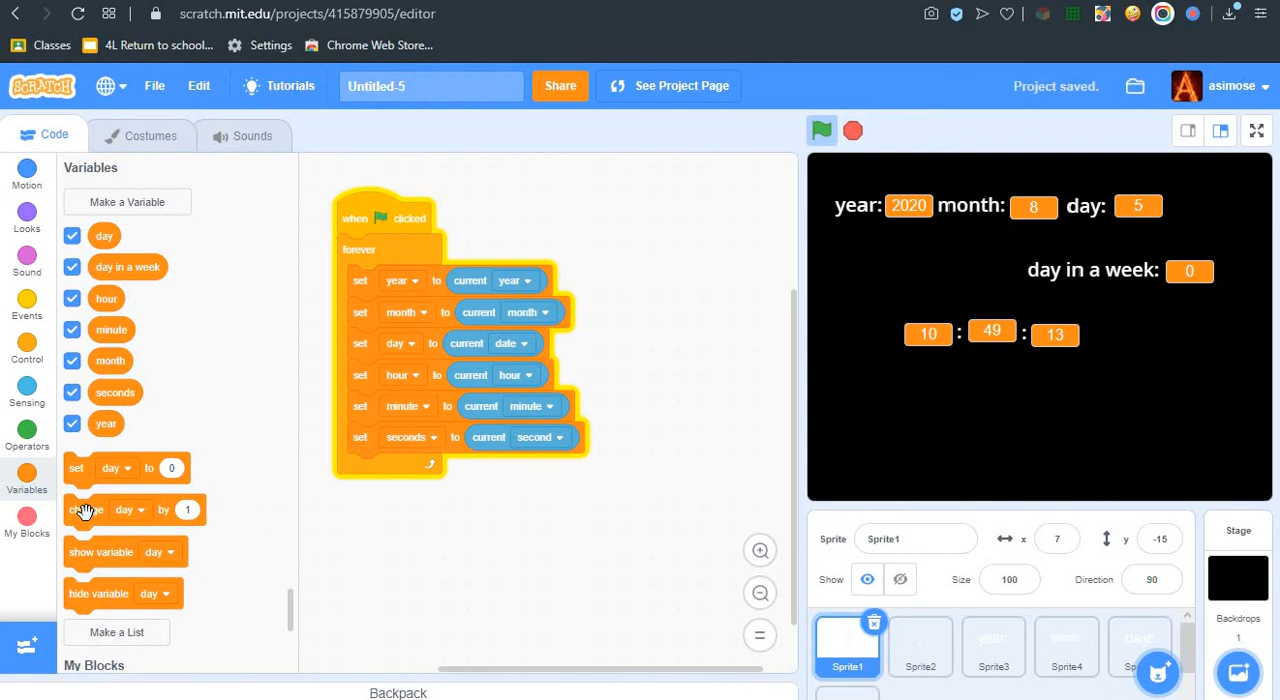 scratch.mit.edu/projects/415879905/editor
Classes 4L Return to school... Settings Chrome Web Store...
SCRATCH File Edit Tutorials Untitled-5 Share See Project Page Project saved. asimose
Code Costumes Sounds
Motion
Looks
Sound
Events
Control
Sensing
Operators
Variables
My Blocks
Variables
Make a Variable
day
day in a week
hour
minute
month
seconds
year
set day to 0
day by 1
show variable day
hide variable day
Make a List
My Blocks
when clicked
forever
set year to current year
set month to current month
set day to current date
set hour to current hour
set minute to current minute
set seconds to current second
Backpack
year: 2020 month: 8 day: 5
day in a week: 0
10 : 49 : 13
Sprite Sprite1 x 7 y -15
Show Size 100 Direction 90
Sprite1 Sprite2 Sprite3 Sprite4
year
day:
Stage
Backdrops
1